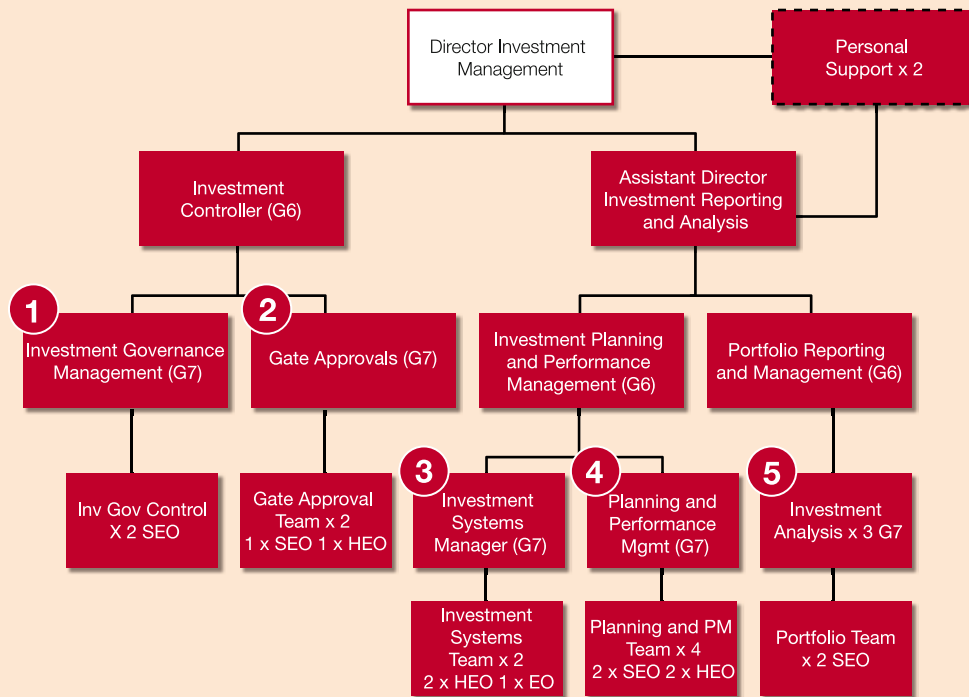 Director Investment
Management
Personal
Support x 2
Investment
Controller (G6)
Assistant Director
Investment Reporting
and Analysis
1
Investment Governance
Management (G7)
2
Gate Approvals (G7)
Investment Planning
and Performance
Management (G6)
Portfolio Reporting
and Management (G6)
Inv Gov Control
X 2 SEO
Gate Approval
Team x 2
1 x SEO 1 x HEO
3
Investment
Systems
Manager (G7)
4
Planning and
Performance
Mgmt (G7)
5
Investment
Analysis x 3 G7
Investment
Systems
Team x 2
2 x HEO 1 x EO
Planning and PM
Team x 4
2 x SEO 2 x HEO
Portfolio Team
x 2 SEO